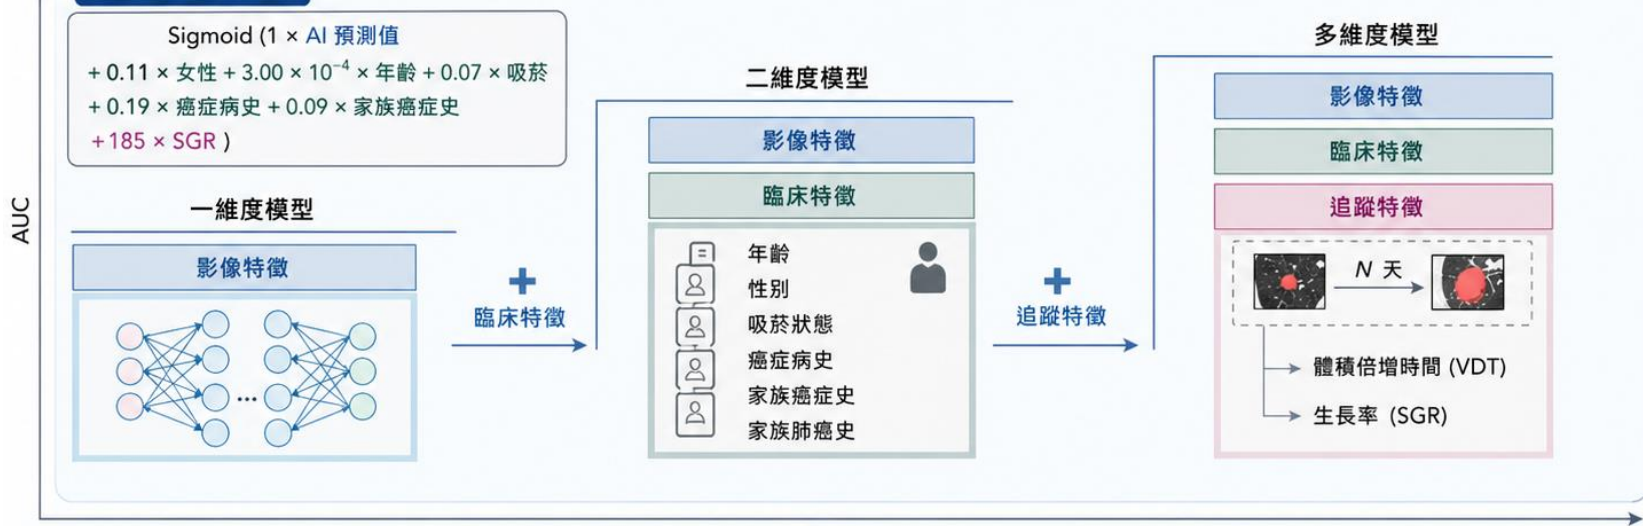 Sigmoid (1 × AI 預測值
+ 0.11 × 女性 + 3.00 × 10⁻⁴ × 年齡 + 0.07 × 吸菸
+ 0.19 × 癌症病史 + 0.09 × 家族癌症史
+185 × SGR )
AUC
一維度模型
影像特徵
...
+
臨床特徵
二維度模型
影像特徵
臨床特徵
年齡
性別
吸菸狀態
癌症病史
家族癌症史
家族肺癌史
+
追蹤特徵
多維度模型
影像特徵
臨床特徵
追蹤特徵
N 天
體積倍增時間 (VDT)
生長率 (SGR)